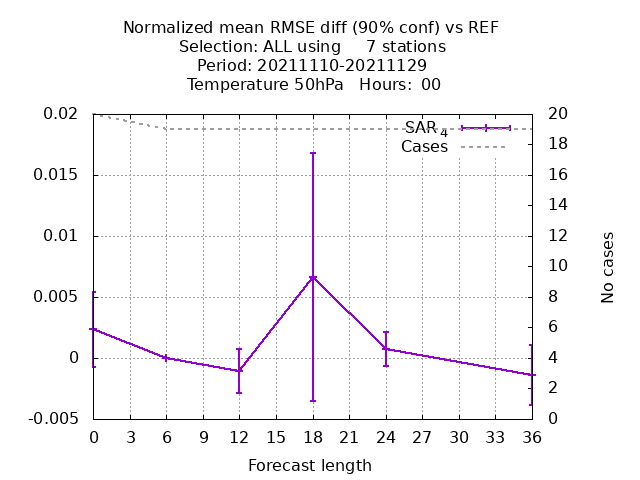 Normalized mean RMSE diff (90% conf) vs REF
Selection: ALL using     7 stations
Period: 20211110-20211129
Temperature 50hPa   Hours:  00
0.02
0.015
0.01
0.005
0
-0.005
20
18
16
14
12
10
8
6
4
2
0
SAR 4
Cases
No cases
0 3 6 9 12 15 18 21 24 27 30 33 36
Forecast length